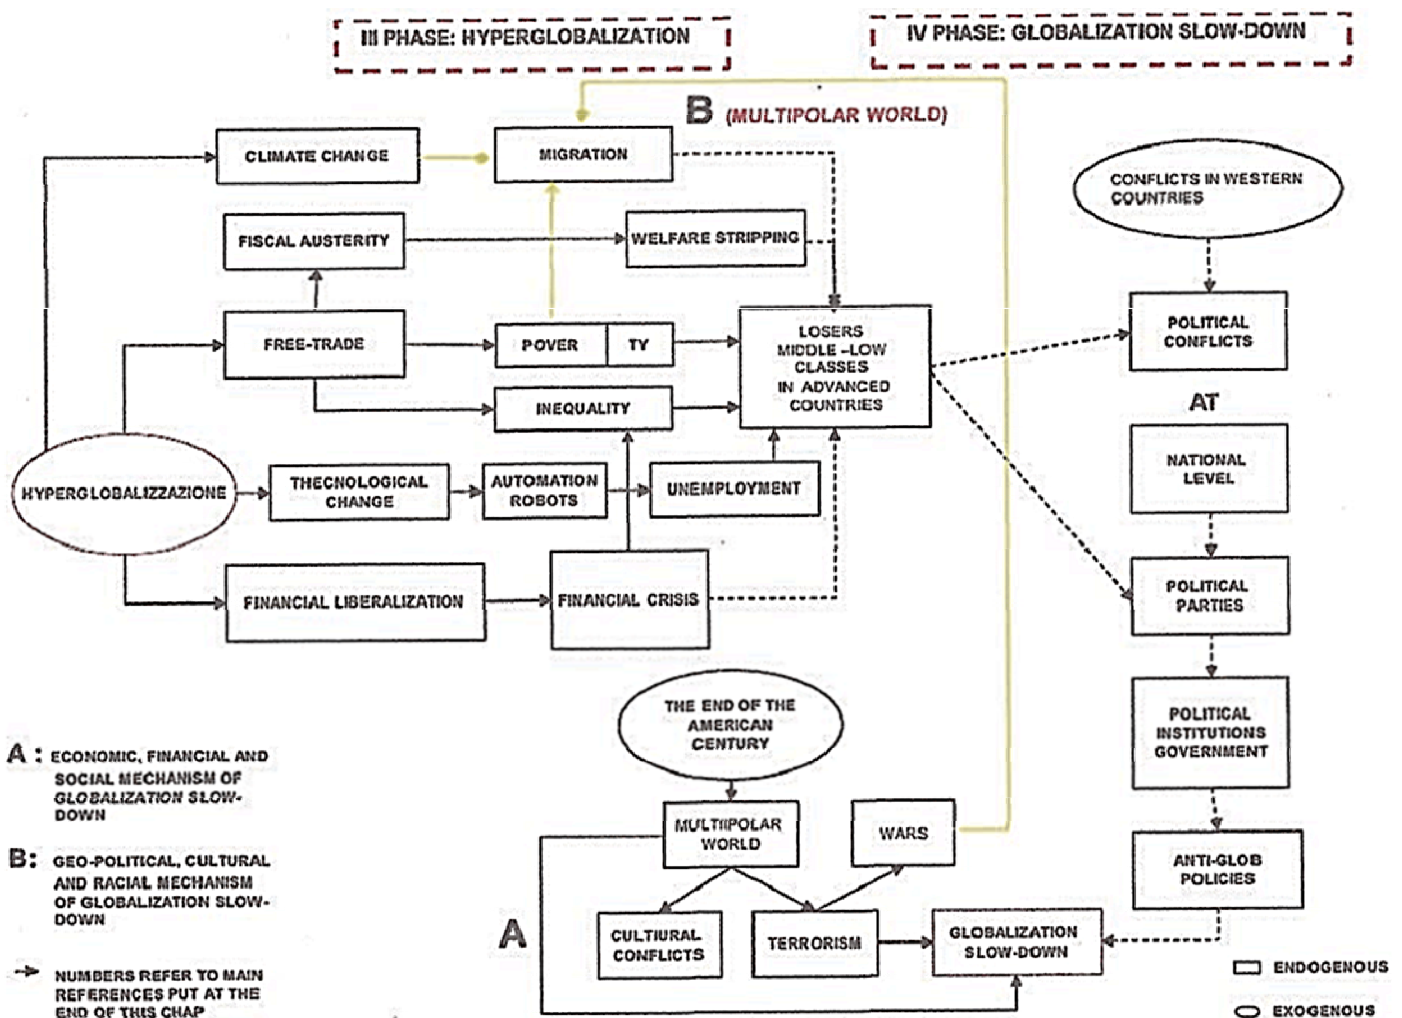 III PHASE: HYPERGLOBALIZATION
IV PHASE: GLOBALIZATION SLOW-DOWN
B (MULTIPOLAR WORLD)
CLIMATE CHANGE
MIGRATION
CONFLICTS IN WESTERN
COUNTRIES
FISCAL AUSTERITY
WELFARE STRIPPING
FREE-TRADE
POVER TY
LOSERS
MIDDLE –LOW
CLASSES
IN ADVANCED
COUNTRIES
POLITICAL
CONFLICTS
INEQUALITY
AT
HYPERGLOBALIZZAZIONE
THECNOLOGICAL
CHANGE
AUTOMATION
ROBOTS
UNEMPLOYMENT
NATIONAL
LEVEL
FINANCIAL LIBERALIZATION
FINANCIAL CRISIS
POLITICAL
PARTIES
THE END OF THE
AMERICAN
CENTURY
POLITICAL
INSTITUTIONS
GOVERNMENT
A : ECONOMIC, FINANCIAL AND
SOCIAL MECHANISM OF
GLOBALIZATION SLOW-
DOWN
MULTIIPOLAR
WORLD
WARS
B: GEO-POLITICAL, CULTURAL
AND RACIAL MECHANISM
OF GLOBALIZATION SLOW-
DOWN
ANTI-GLOB
POLICIES
A
CULTIURAL
CONFLICTS
TERRORISM
GLOBALIZATION
SLOW-DOWN
NUMBERS REFER TO MAIN
REFERENCES PUT AT THE
END OF THIS CHAP
ENDOGENOUS
EXOGENOUS